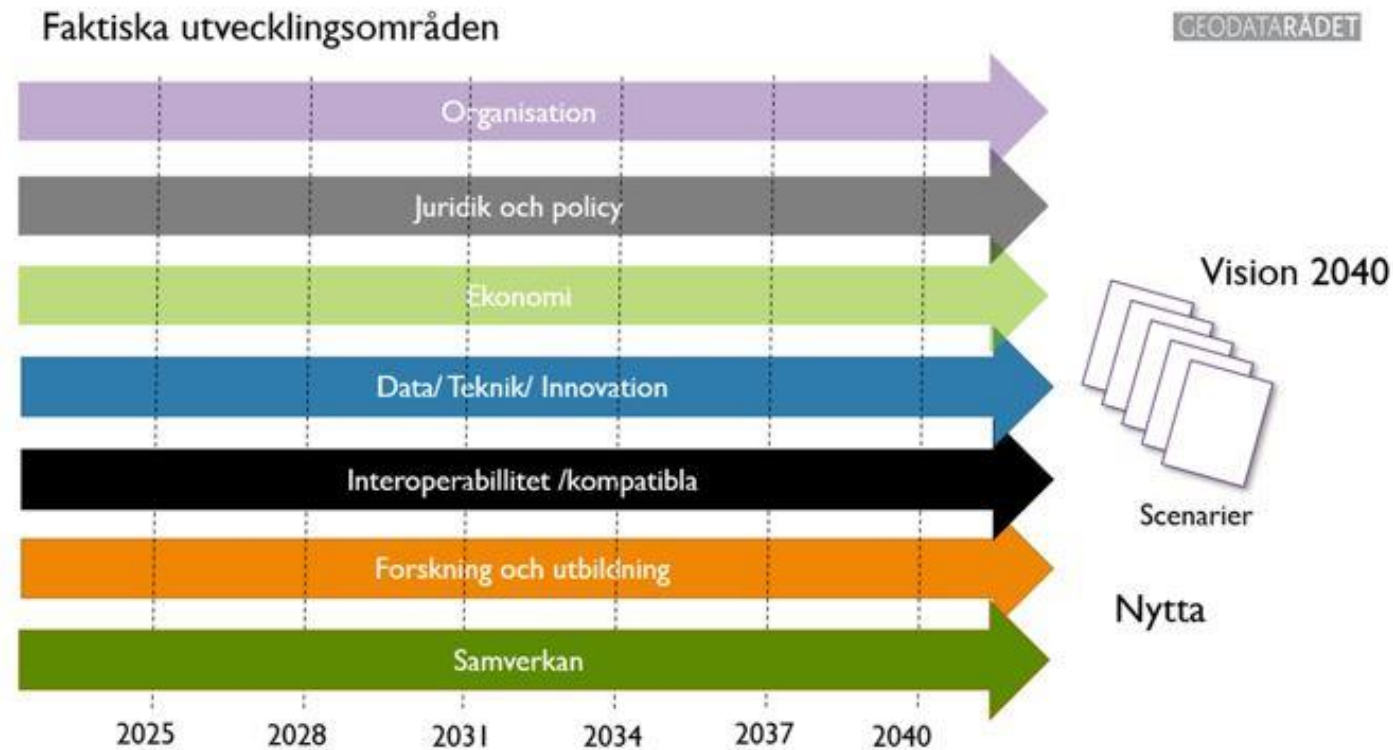 Faktiska utvecklingsområden
GEODATARÅDET
Organisation
Juridik och policy
Ekonomi
Data/ Teknik/ Innovation
Interoperabillitet /kompatibla
Forskning och utbildning
Samverkan
Vision 2040
Scenarier
Nytta
2025 2028 2031 2034 2037 2040